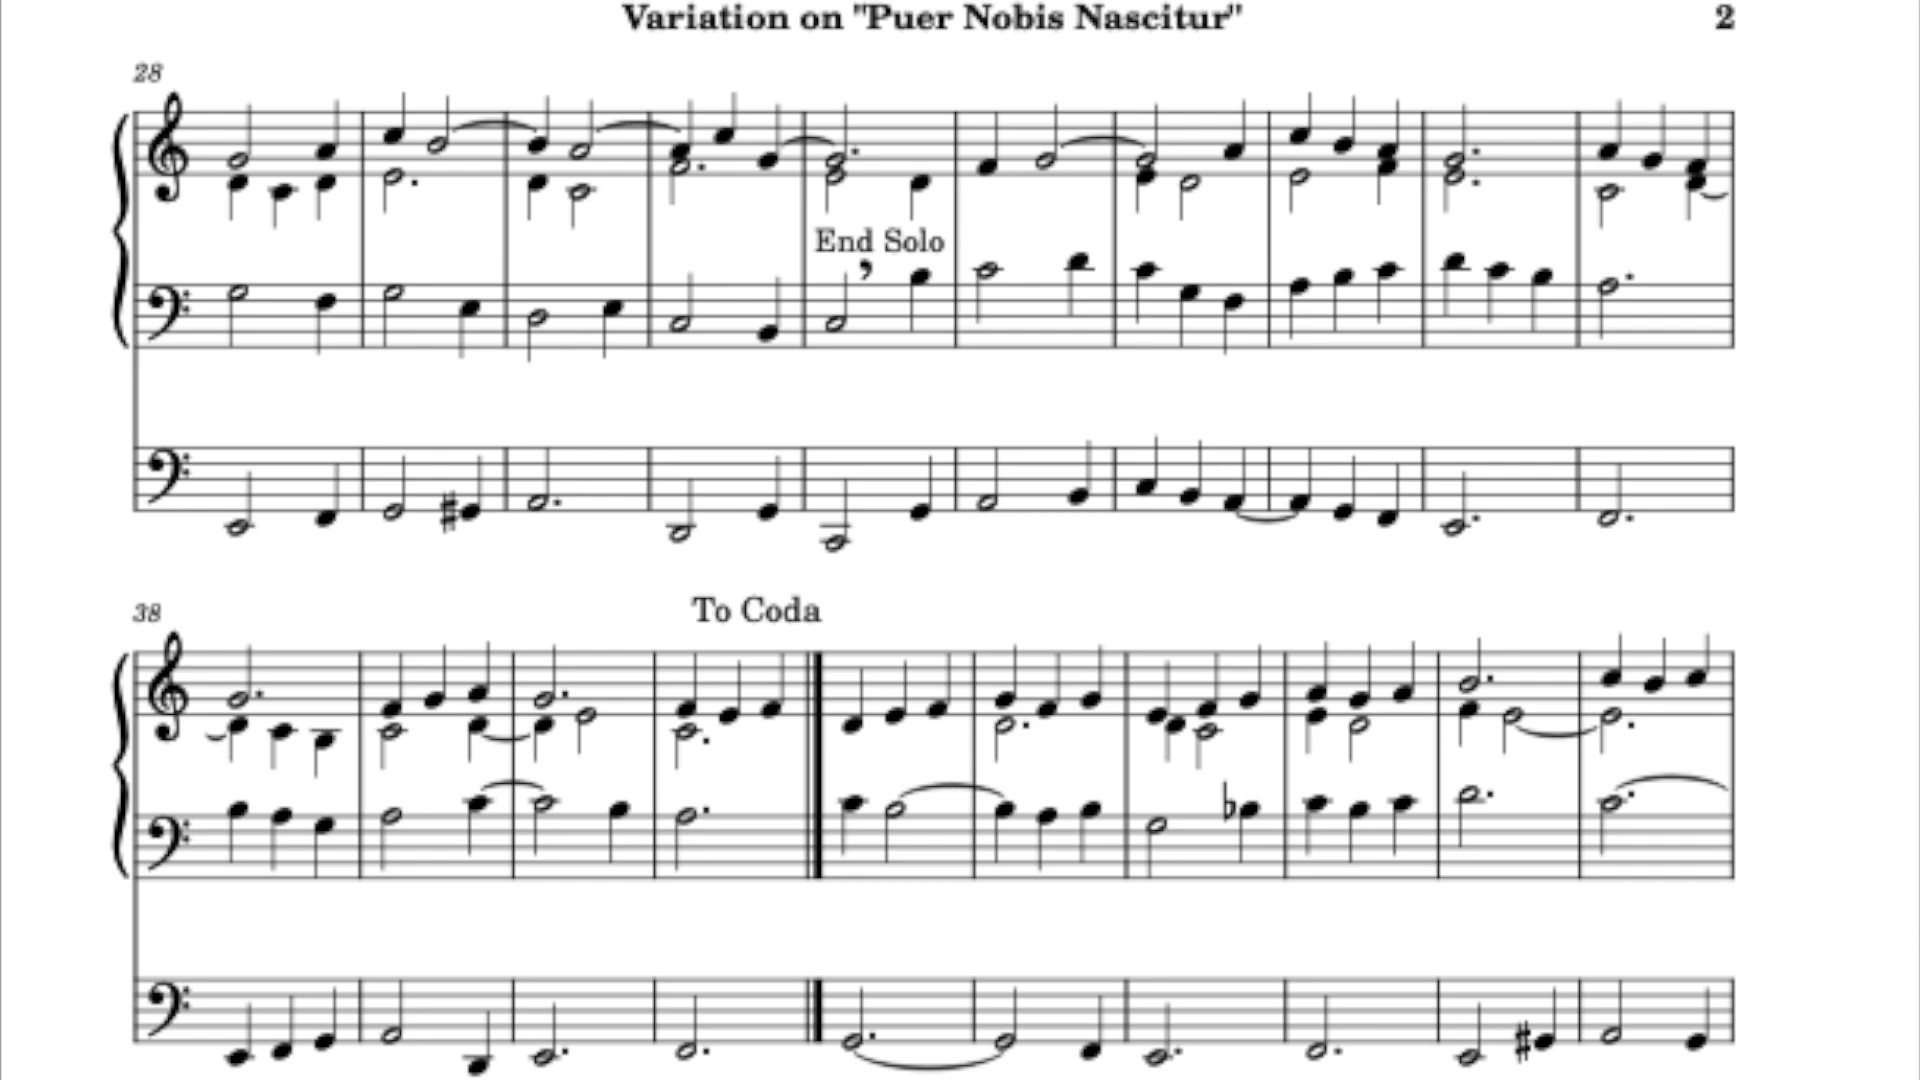 Variation on "Puer Nobis Nascitur" 2
28
End Solo
38
To Coda